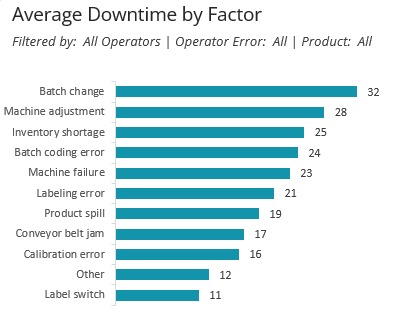 Average Downtime by Factor
Filtered by:  All Operators | Operator Error:  All | Product:  All
Batch change 32
Machine adjustment 28
Inventory shortage 25
Batch coding error 24
Machine failure 23
Labeling error 21
Product spill 19
Conveyor belt jam 17
Calibration error 16
Other 12
Label switch 11